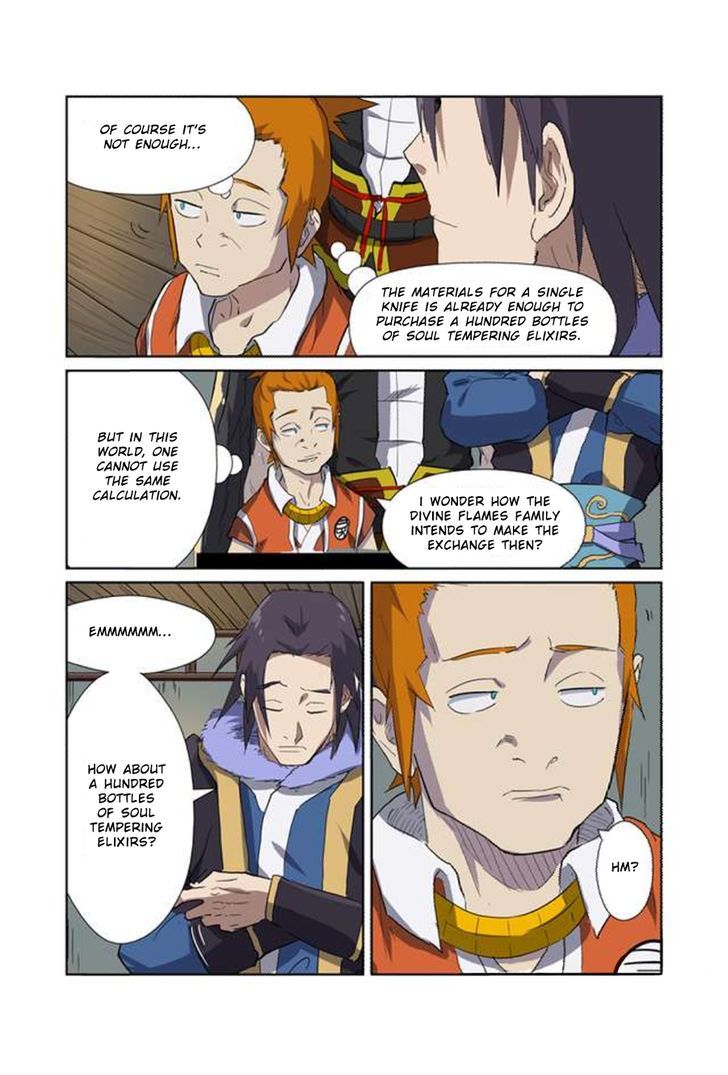 OF COURSE IT'S
NOT ENOUGH...
THE MATERIALS FOR A SINGLE
KNIFE IS ALREADY ENOUGH TO
PURCHASE A HUNDRED BOTTLES
OF SOUL TEMPERING ELIXIRS.
BUT IN THIS
WORLD, ONE
CANNOT USE
THE SAME
CALCULATION.
I WONDER HOW THE
DIVINE FLAMES FAMILY
INTENDS TO MAKE THE
EXCHANGE THEN?
EMMMMMM...
HOW ABOUT
A HUNDRED
BOTTLES
OF SOUL
TEMPERING
ELIXIRS?
HM?